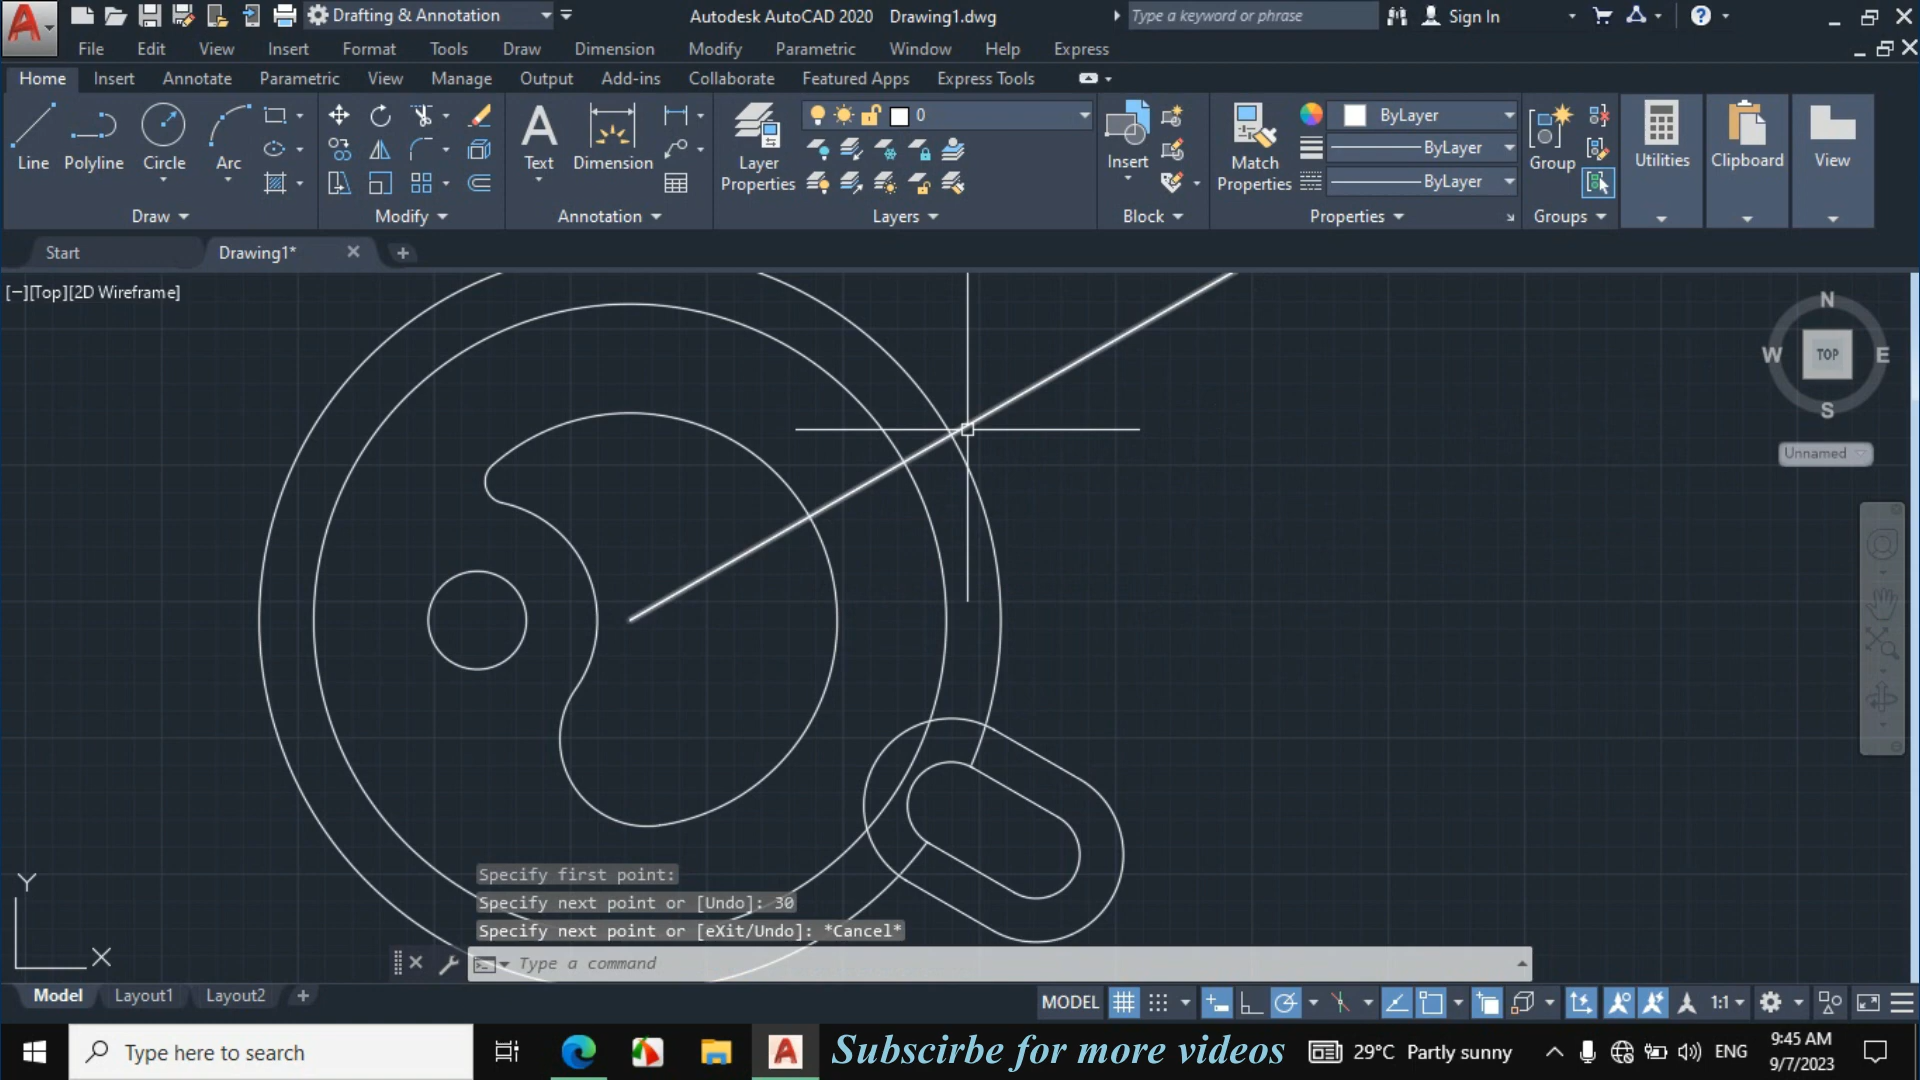 Drafting & Annotation
Autodesk AutoCAD 2020 Drawing1.dwg
Type a keyword or phrase
Sign In
File Edit View Insert Format Tools Draw Dimension Modify Parametric Window Help Express
Home Insert Annotate Parametric View Manage Output Add-ins Collaborate Featured Apps Express Tools
0
ByLayer
ByLayer
ByLayer
Line Polyline Circle Arc
Text Dimension
Layer Properties
Insert
Match Properties
Group
Utilities Clipboard View
Draw Modify Annotation Layers Block Properties Groups
Start Drawing1*
[−][Top][2D Wireframe]
N
W TOP E
S
Unnamed
Y
X
Specify first point:
Specify next point or [Undo]: 30
Specify next point or [eXit/Undo]: *Cancel*
Type a command
Model Layout1 Layout2
MODEL
1:1
Type here to search
Subscirbe for more videos
29°C Partly sunny
ENG
9:45 AM
9/7/2023